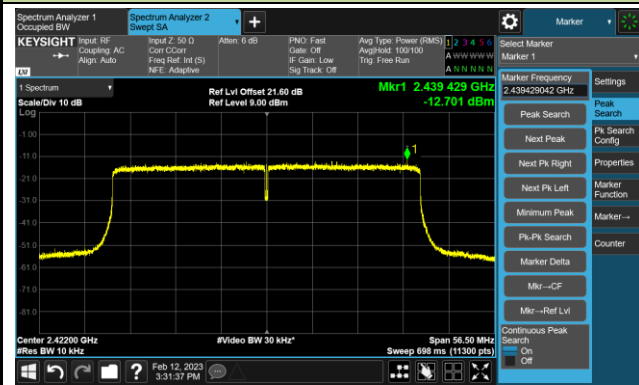 Spectrum Analyzer 1
Occupied BW
Spectrum Analyzer 2
Swept SA
+
Marker
KEYSIGHT
Input: RF
Coupling: AC
Align: Auto
Input Z: 50 Ω
Corr CCorr
Freq Ref: Int (S)
NFE: Adaptive
Atten: 6 dB
PNO: Fast
Gate: Off
IF Gain: Low
Sig Track: Off
Avg Type: Power (RMS)
Avg|Hold: 100/100
Trig: Free Run
1 2 3 4 5 6
A W W W W W
A N N N N N
LXI
Select Marker
Marker 1
1 Spectrum
Scale/Div 10 dB
Log
Ref Lvl Offset 21.60 dB
Ref Level 9.00 dBm
Mkr1 2.439 429 GHz
-12.701 dBm
-1.00
-11.0
-21.0
-31.0
-41.0
-51.0
-61.0
-71.0
-81.0
1
Center 2.42200 GHz
#Res BW 10 kHz
#Video BW 30 kHz*
Span 56.50 MHz
Sweep 698 ms (11300 pts)
Marker Frequency
2.439429042 GHz
Peak Search
Next Peak
Next Pk Right
Next Pk Left
Minimum Peak
Pk-Pk Search
Marker Delta
Mkr→CF
Mkr→Ref Lvl
Continuous Peak
Search
On
Off
Settings
Peak
Search
Pk Search
Config
Properties
Marker
Function
Marker→
Counter
?
Feb 12, 2023
3:31:37 PM